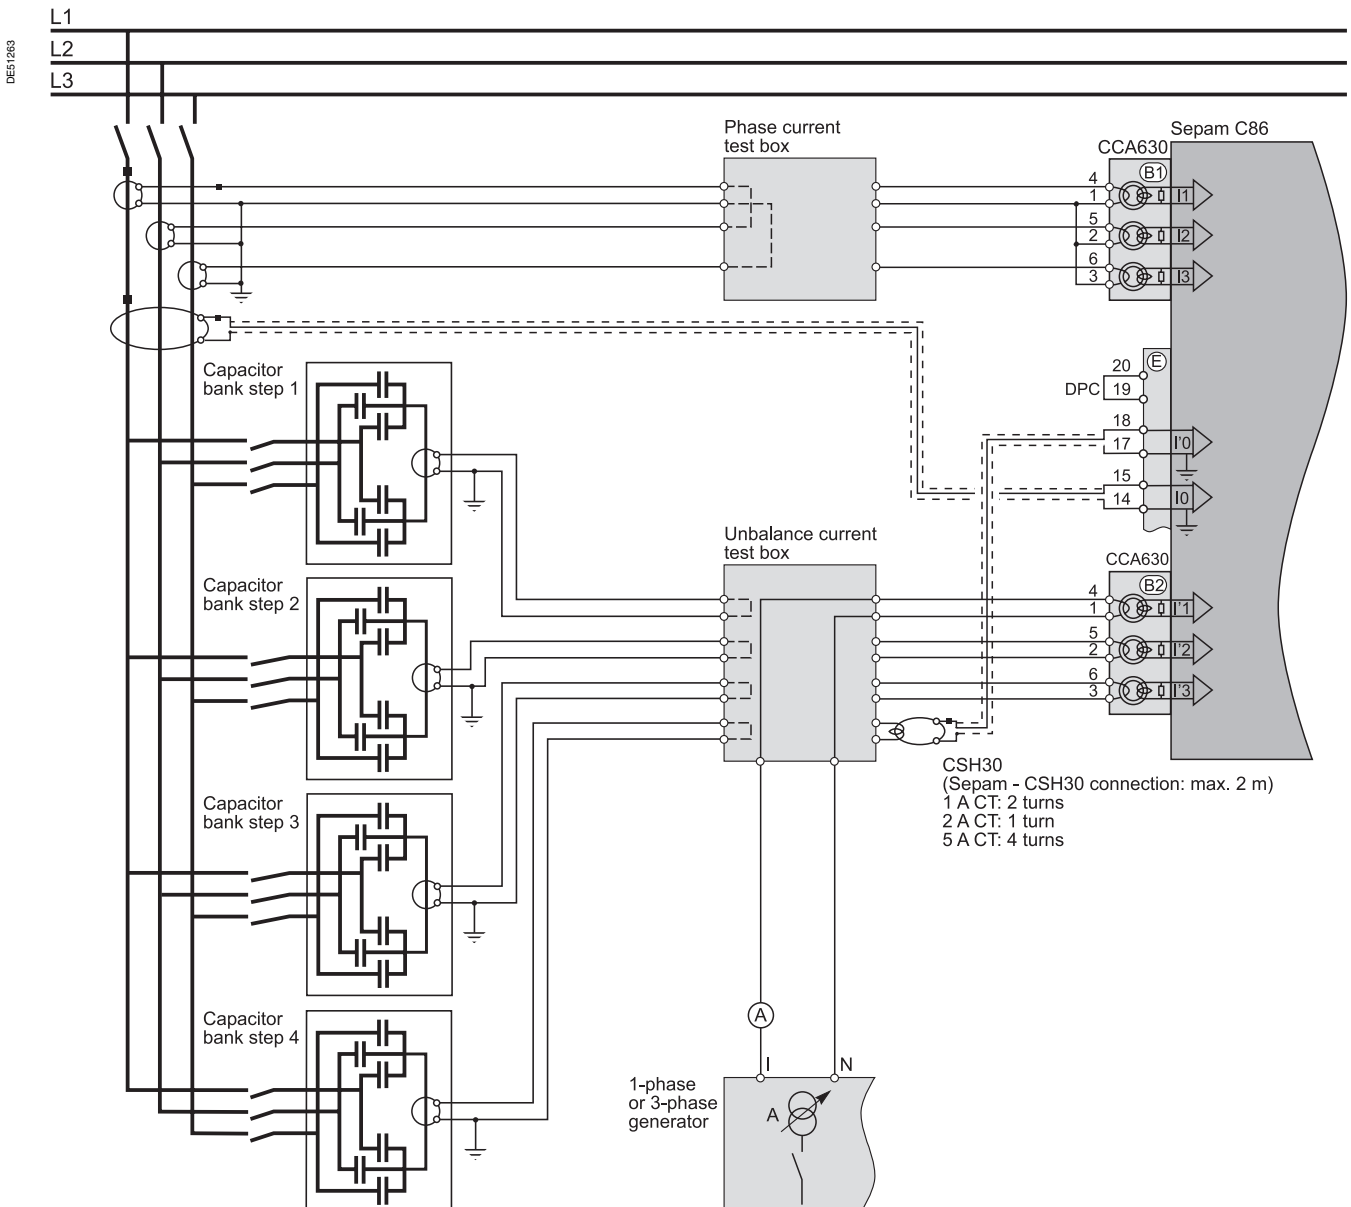 L1
DE51263
L2
L3
Phase current
test box
Sepam C86
CCA630
B1
4
1
I1
5
2
I2
6
3
I3
Capacitor
bank step 1
E
20
DPC
19
18
17
I'0
15
14
I0
Unbalance current
test box
CCA630
B2
Capacitor
bank step 2
4
1
I'1
5
2
I'2
6
3
I'3
CSH30
(Sepam - CSH30 connection: max. 2 m)
1 A CT: 2 turns
2 A CT: 1 turn
5 A CT: 4 turns
Capacitor
bank step 3
A
Capacitor
bank step 4
I
N
1-phase
or 3-phase
generator
A